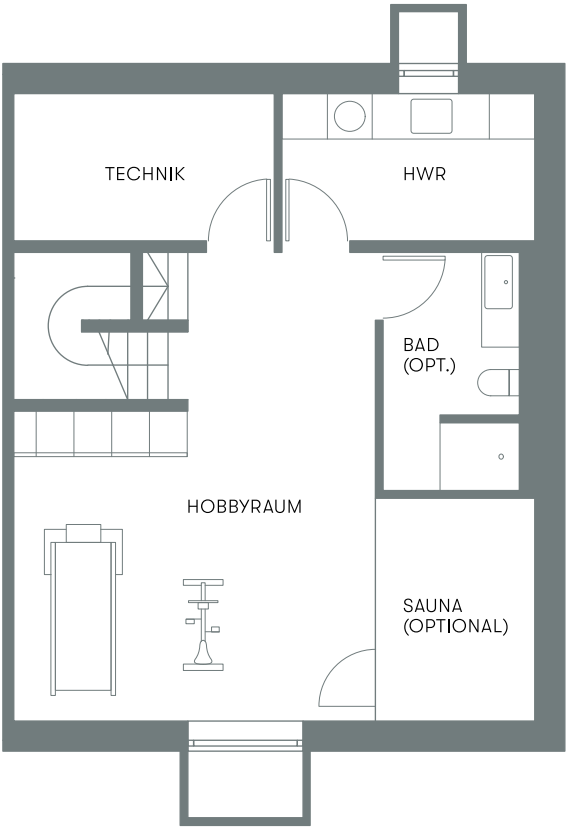 TECHNIK
HWR
BAD
(OPT.)
HOBBYRAUM
SAUNA
(OPTIONAL)